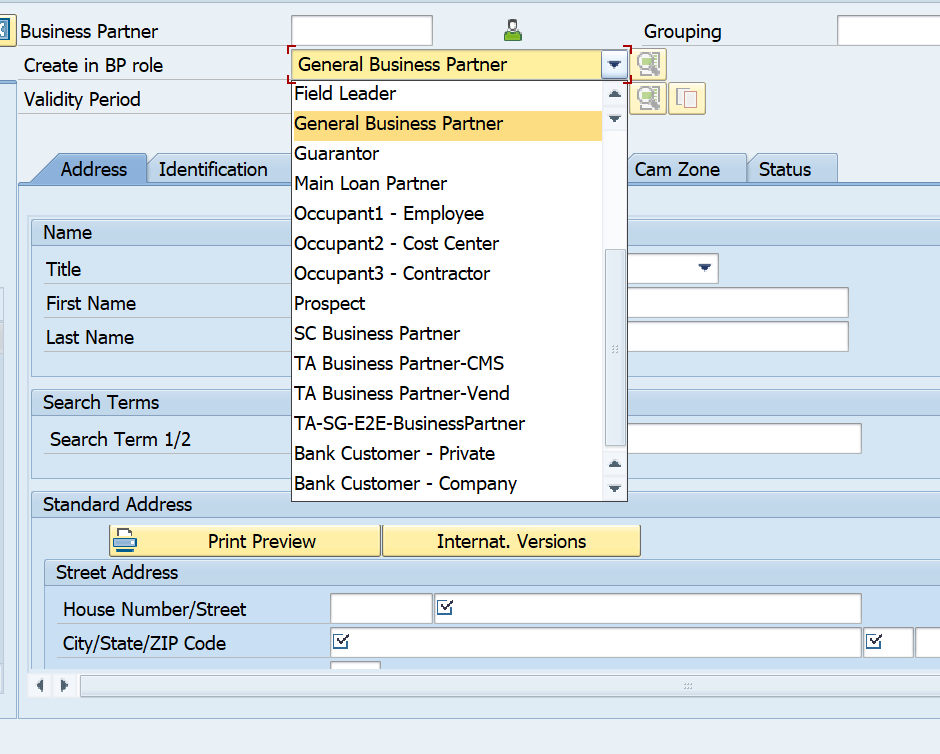 Business Partner
Grouping
Create in BP role
General Business Partner
Validity Period
Field Leader
General Business Partner
Guarantor
Main Loan Partner
Occupant1 - Employee
Occupant2 - Cost Center
Occupant3 - Contractor
Prospect
SC Business Partner
TA Business Partner-CMS
TA Business Partner-Vend
TA-SG-E2E-BusinessPartner
Bank Customer - Private
Bank Customer - Company
Address
Identification
Cam Zone
Status
Name
Title
First Name
Last Name
Search Terms
Search Term 1/2
Standard Address
Print Preview
Internat. Versions
Street Address
House Number/Street
City/State/ZIP Code